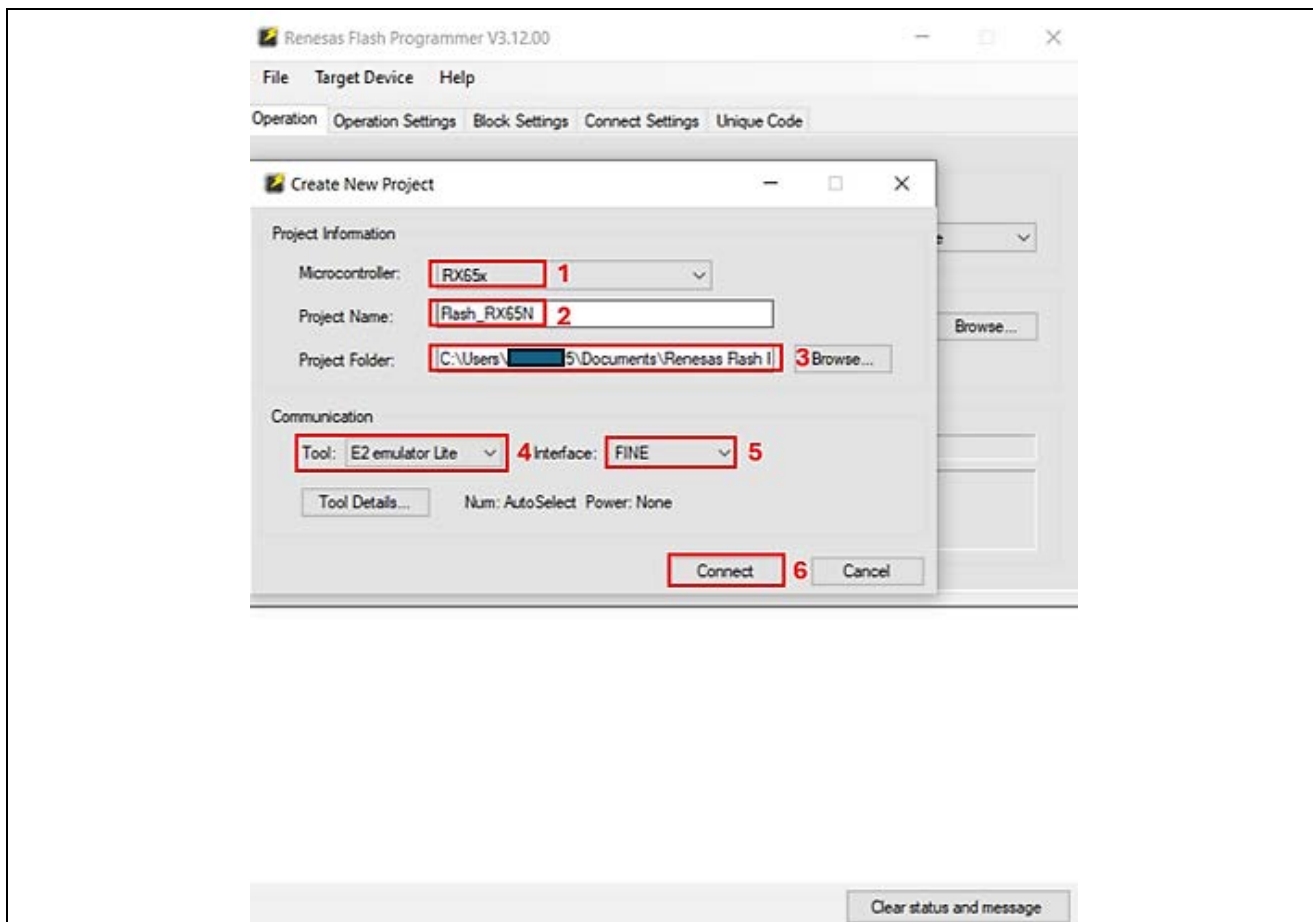 Renesas Flash Programmer V3.12.00
File Target Device Help
Operation Operation Settings Block Settings Connect Settings Unique Code
Create New Project
Project Information
Microcontroller: RX65x 1
Project Name: Flash_RX65N 2
Browse...
Project Folder: C:\Users\ 5\Documents\Renesas Flash 3 Browse...
Communication
Tool: E2 emulator Lite 4 Interface: FINE 5
Tool Details... Num: AutoSelect Power: None
Connect 6 Cancel
Clear status and message